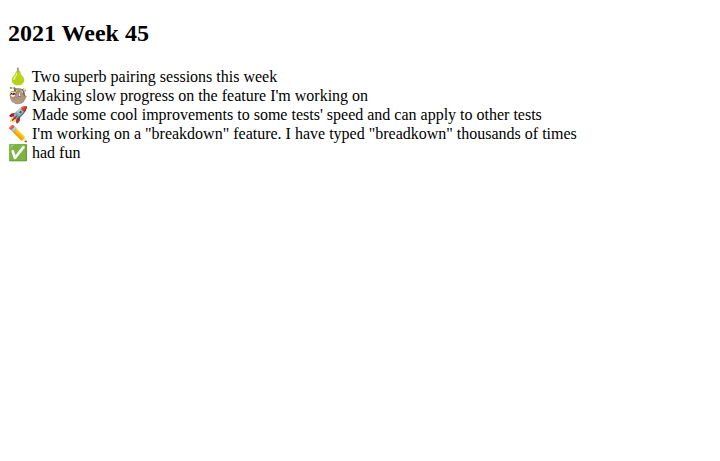 2021 Week 45
🍐 Two superb pairing sessions this week
🦥 Making slow progress on the feature I'm working on
🚀 Made some cool improvements to some tests' speed and can apply to other tests
✏️ I'm working on a "breakdown" feature. I have typed "breadkown" thousands of times
✅ had fun